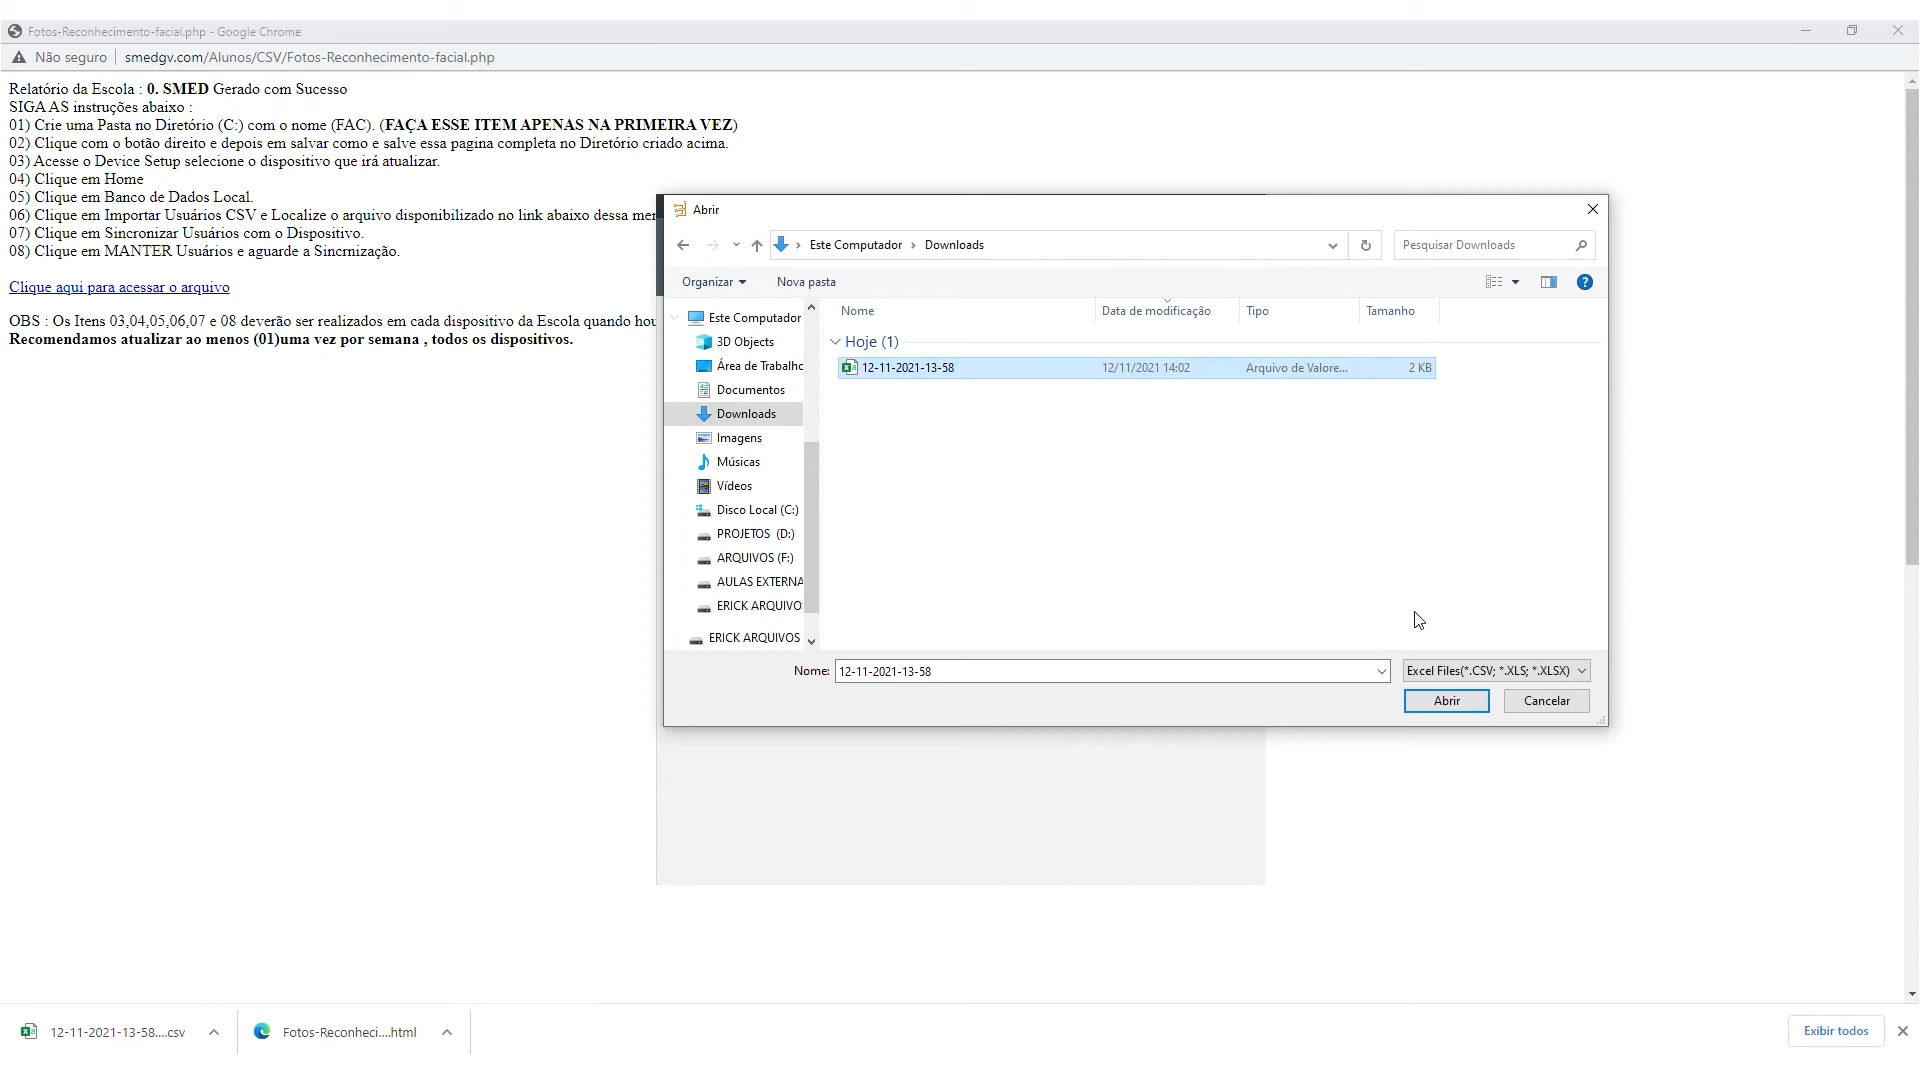 Fotos-Reconhecimento-facial.php - Google Chrome
Não seguro
smedgv.com/Alunos/CSV/Fotos-Reconhecimento-facial.php
Relatório da Escola : 0. SMED Gerado com Sucesso
SIGA AS instruções abaixo :
01) Crie uma Pasta no Diretório (C:) com o nome (FAC). (FAÇA ESSE ITEM APENAS NA PRIMEIRA VEZ)
02) Clique com o botão direito e depois em salvar como e salve essa pagina completa no Diretório criado acima.
03) Acesse o Device Setup selecione o dispositivo que irá atualizar.
04) Clique em Home
05) Clique em Banco de Dados Local.
06) Clique em Importar Usuários CSV e Localize o arquivo disponibilizado no link abaixo dessa
07) Clique em Sincronizar Usuários com o Dispositivo.
08) Clique em MANTER Usuários e aguarde a Sincrnização.
Clique aqui para acessar o arquivo
OBS : Os Itens 03,04,05,06,07 e 08 deverão ser realizados em cada dispositivo da Escola quando
Recomendamos atualizar ao menos (01)uma vez por semana , todos os dispositivos.
Abrir
Este Computador
Downloads
Pesquisar Downloads
Organizar
Nova pasta
?
Este Computador
3D Objects
Área de Trabalho
Documentos
Downloads
Imagens
Músicas
Vídeos
Disco Local (C:)
PROJETOS (D:)
ARQUIVOS (F:)
AULAS EXTERNA
ERICK ARQUIVO
ERICK ARQUIVOS
Nome
Data de modificação
Tipo
Tamanho
Hoje (1)
12-11-2021-13-58
12/11/2021 14:02
Arquivo de Valore...
2 KB
Nome:
12-11-2021-13-58
Excel Files(*.CSV; *.XLS; *.XLSX)
Abrir
Cancelar
12-11-2021-13-58....csv
Fotos-Reconheci....html
Exibir todos